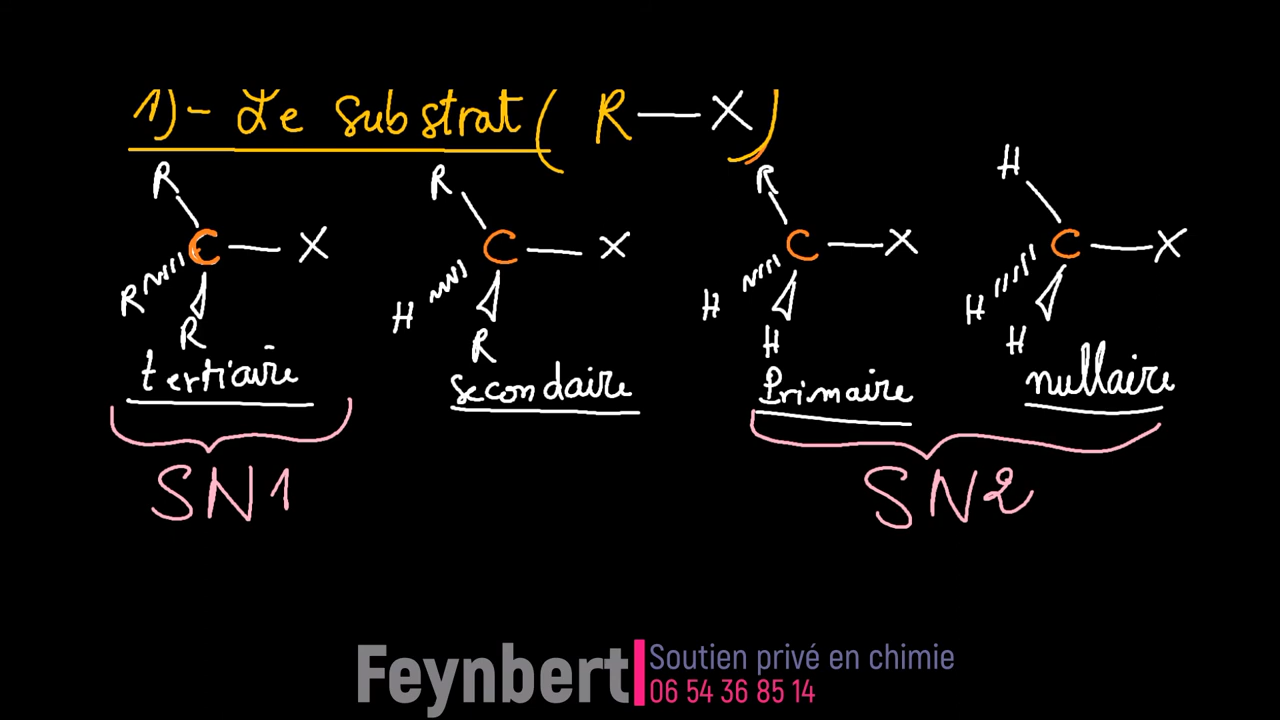 1)- Le substrat ( R — X )
R C X R R
R C X H R
R C X H H
H C X H H
tertiaire secondaire Primaire nullaire
SN1 SN2
Feynbert Soutien privé en chimie
06 54 36 85 14